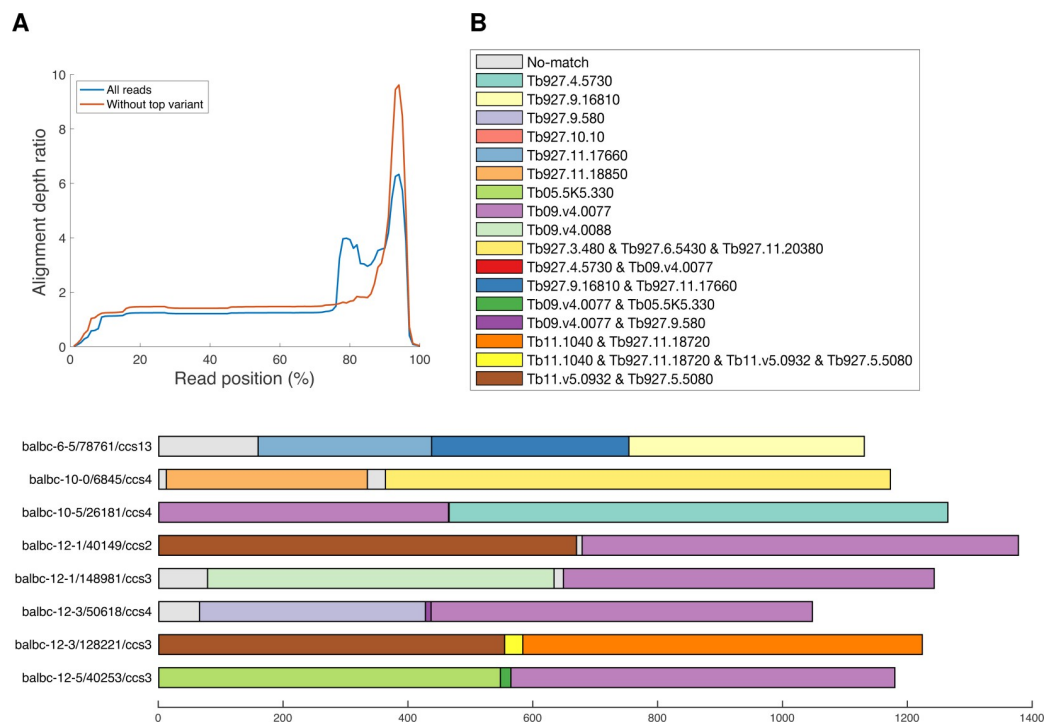 A
B
10
8
6
4
2
0
Alignment depth ratio
All reads
Without top variant
0
20
40
60
80
100
Read position (%)
No-match
Tb927.4.5730
Tb927.9.16810
Tb927.9.580
Tb927.10.10
Tb927.11.17660
Tb927.11.18850
Tb05.5K5.330
Tb09.v4.0077
Tb09.v4.0088
Tb927.3.480 & Tb927.6.5430 & Tb927.11.20380
Tb927.4.5730 & Tb09.v4.0077
Tb927.9.16810 & Tb927.11.17660
Tb09.v4.0077 & Tb05.5K5.330
Tb09.v4.0077 & Tb927.9.580
Tb11.1040 & Tb927.11.18720
Tb11.1040 & Tb927.11.18720 & Tb11.v5.0932 & Tb927.5.5080
Tb11.v5.0932 & Tb927.5.5080
balbc-6-5/78761/ccs13
balbc-10-0/6845/ccs4
balbc-10-5/26181/ccs4
balbc-12-1/40149/ccs2
balbc-12-1/148981/ccs3
balbc-12-3/50618/ccs4
balbc-12-3/128221/ccs3
balbc-12-5/40253/ccs3
0
200
400
600
800
1000
1200
1400